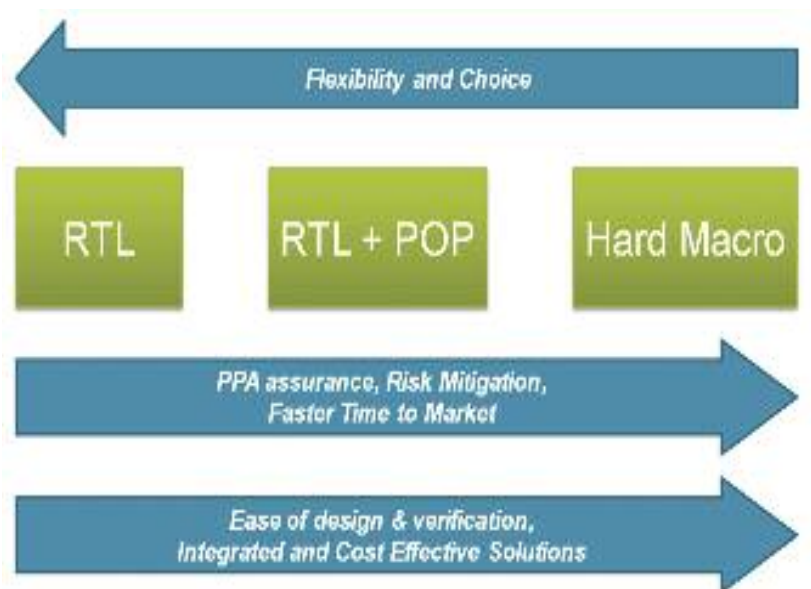 Flexibility and Choice
RTL
RTL + POP
Hard Macro
PPA assurance, Risk Mitigation,
Faster Time to Market
Ease of design & verification,
Integrated and Cost Effective Solutions